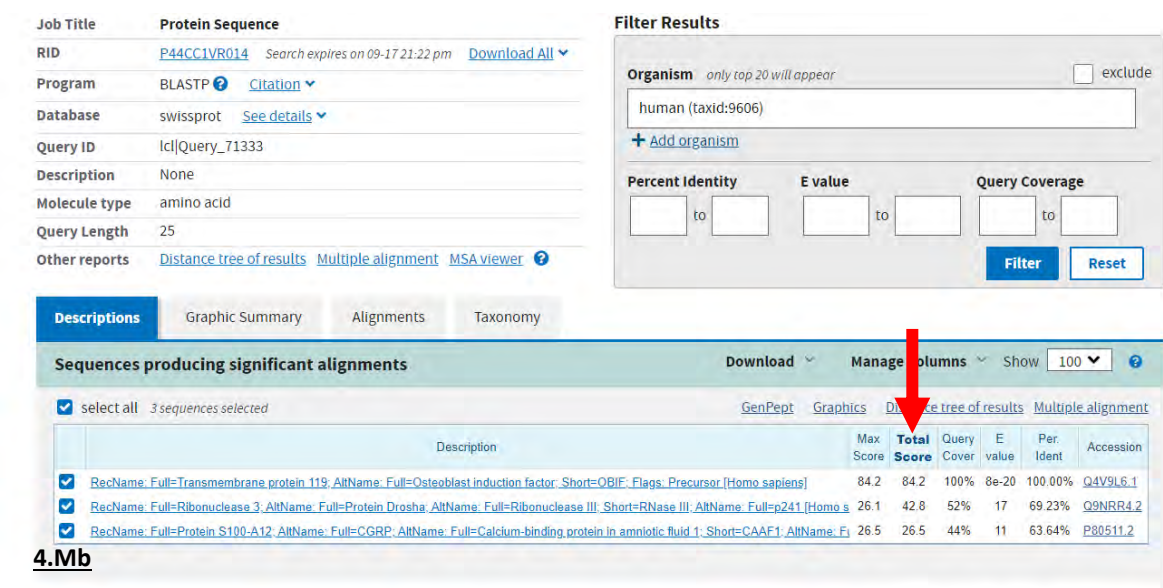 Job Title Protein Sequence
RID P44CC1VR014 Search expires on 09-17 21:22 pm Download All
Program BLASTP ? Citation
Database swissprot See details
Query ID lcl|Query_71333
Description None
Molecule type amino acid
Query Length 25
Other reports Distance tree of results Multiple alignment MSA viewer ?
Filter Results
Organism only top 20 will appear exclude
human (taxid:9606)
+ Add organism
Percent Identity E value Query Coverage
to to to
Filter Reset
Descriptions Graphic Summary Alignments Taxonomy
Sequences producing significant alignments Download Manage Columns Show 100 ?
select all 3 sequences selected GenPept Graphics Distance tree of results Multiple alignment
Description Max Score Total Score Query Cover E value Per. Ident Accession
RecName: Full=Transmembrane protein 119; AltName: Full=Osteoblast induction factor; Short=OBIF; Flags: Precursor [Homo sapiens] 84.2 84.2 100% 8e-20 100.00% Q4V9L6.1
RecName: Full=Ribonuclease 3; AltName: Full=Protein Drosha; AltName: Full=Ribonuclease III; Short=RNase III; AltName: Full=p241 [Homo s 26.1 42.8 52% 17 69.23% Q9NRR4.2
RecName: Full=Protein S100-A12; AltName: Full=CGRP; AltName: Full=Calcium-binding protein in amniotic fluid 1; Short=CAAF1; AltName: Fu 26.5 26.5 44% 11 63.64% P80511.2
4.Mb